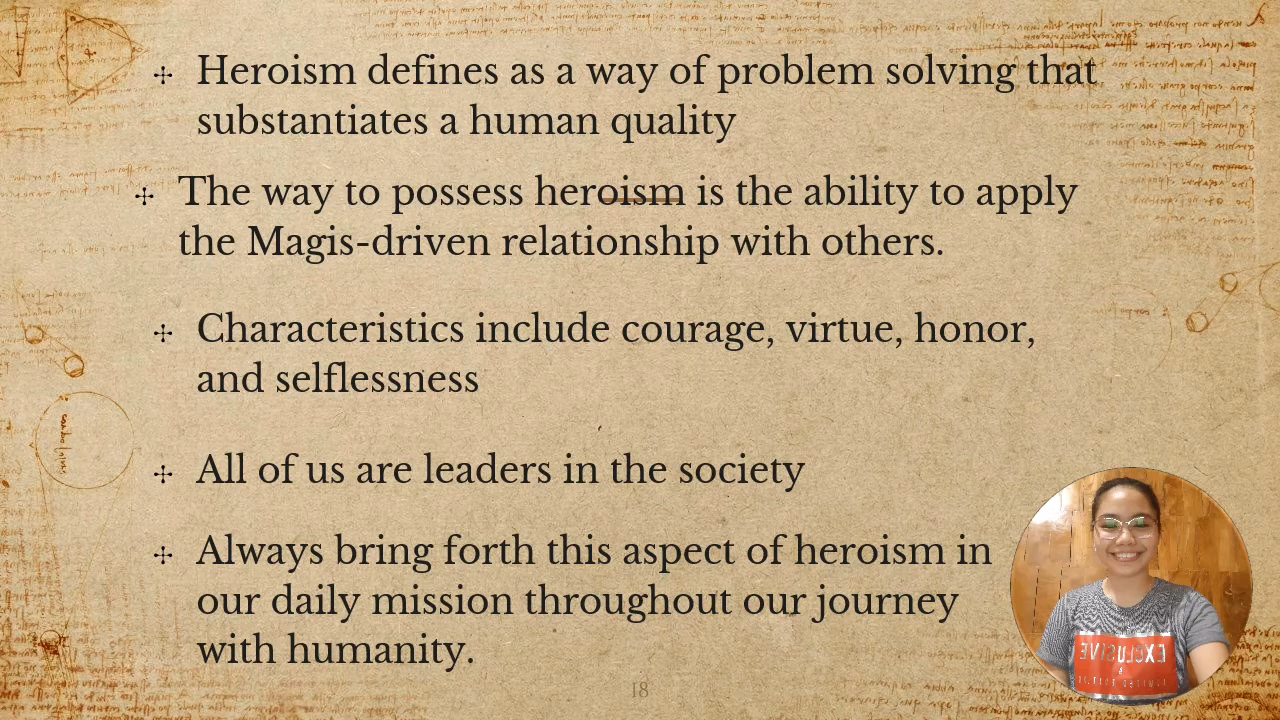 Heroism defines as a way of problem solving that
substantiates a human quality
The way to possess heroism is the ability to apply
the Magis-driven relationship with others.
Characteristics include courage, virtue, honor,
and selflessness
All of us are leaders in the society
Always bring forth this aspect of heroism in
our daily mission throughout our journey
with humanity.
18
EXCLUSIVE
&
LIMITED EDITION